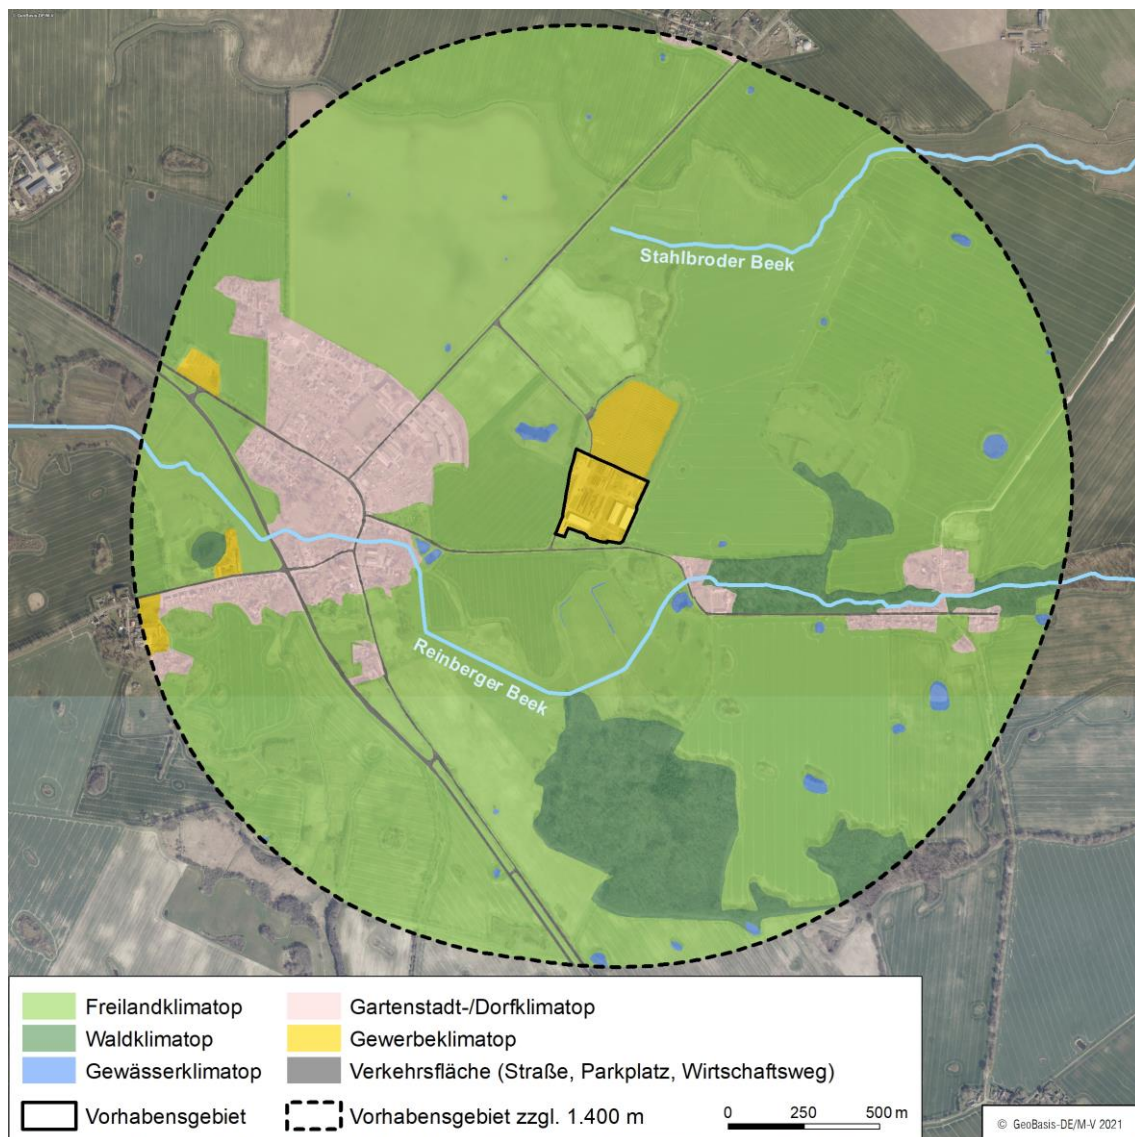 Stahlbroder Beek
Reinberger Beek
Freilandklimatop
Waldklimatop
Gewässerklimatop
Vorhabensgebiet
Gartenstadt-/Dorfklimatop
Gewerbeklimatop
Verkehrsfläche (Straße, Parkplatz, Wirtschaftsweg)
Vorhabensgebiet zzgl. 1.400 m
0 250 500 m
© GeoBasis-DE/M-V 2021